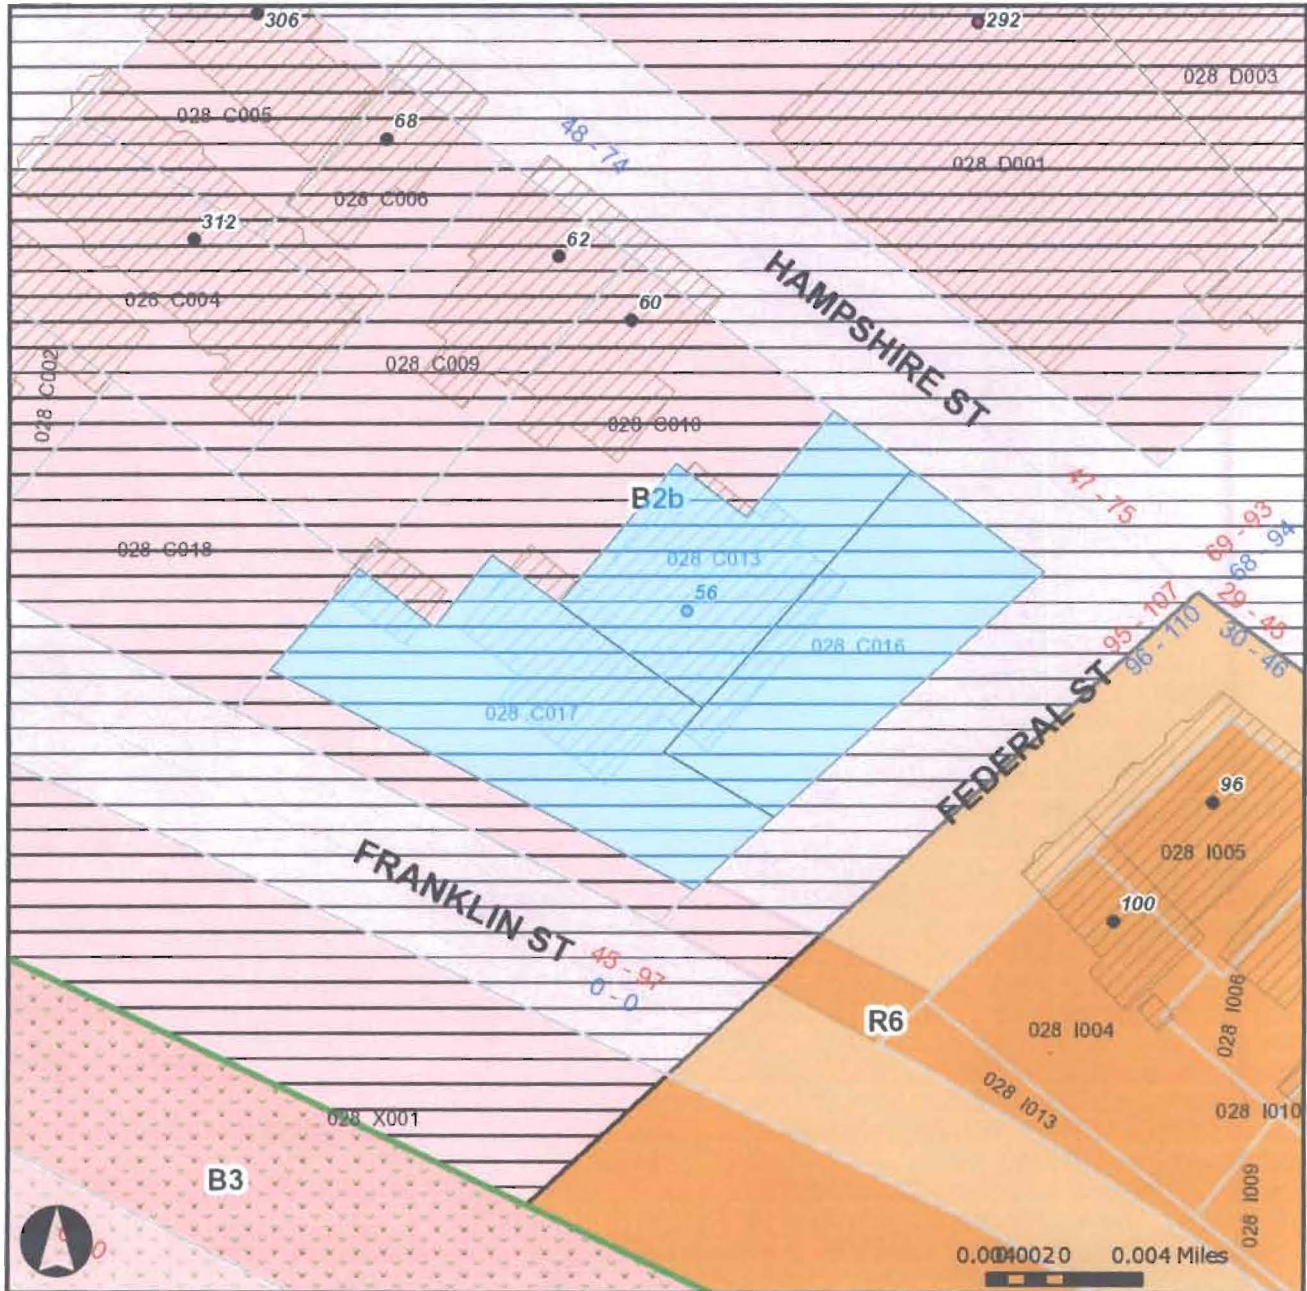 306
292
028 D003
028 C005
68
48 - 74
028 D001
028 C006
312
62
HAMPSHIRE ST
028 C004
60
028 C002
028 C009
028 C010
47 - 75
B2b
69 - 93
68 - 94
028 C018
028 C013
56
95 - 107
96 - 110
29 - 45
30 - 46
028 C016
028 C017
FEDERAL ST
96
028 I005
FRANKLIN ST
100
45 - 97
0 - 0
R6
028 I004
028 I006
028 I013
028 X001
028 I010
B3
028 I009
0.004 Miles